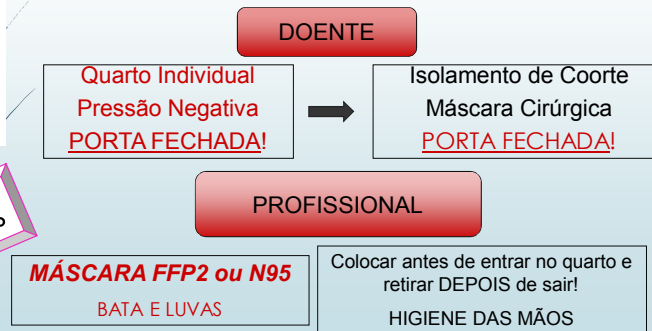 DOENTE
Quarto Individual
Pressão Negativa
PORTA FECHADA!
Isolamento de Coorte
Máscara Cirúrgica
PORTA FECHADA!
PROFISSIONAL
MÁSCARA FFP2 ou N95
BATA E LUVAS
Colocar antes de entrar no quarto e
retirar DEPOIS de sair!
HIGIENE DAS MÃOS